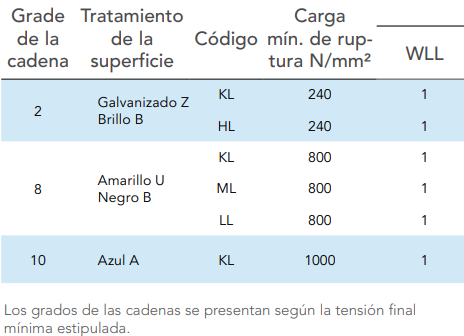 Grade de la cadena | Tratamiento de la superficie | Código | Carga mín. de rup- tura N/mm² | WLL
2 | Galvanizado Z Brillo B | KL | 240 | 1
HL | 240 | 1
8 | Amarillo U Negro B | KL | 800 | 1
ML | 800 | 1
LL | 800 | 1
10 | Azul A | KL | 1000 | 1
Los grados de las cadenas se presentan según la tensión final
mínima estipulada.